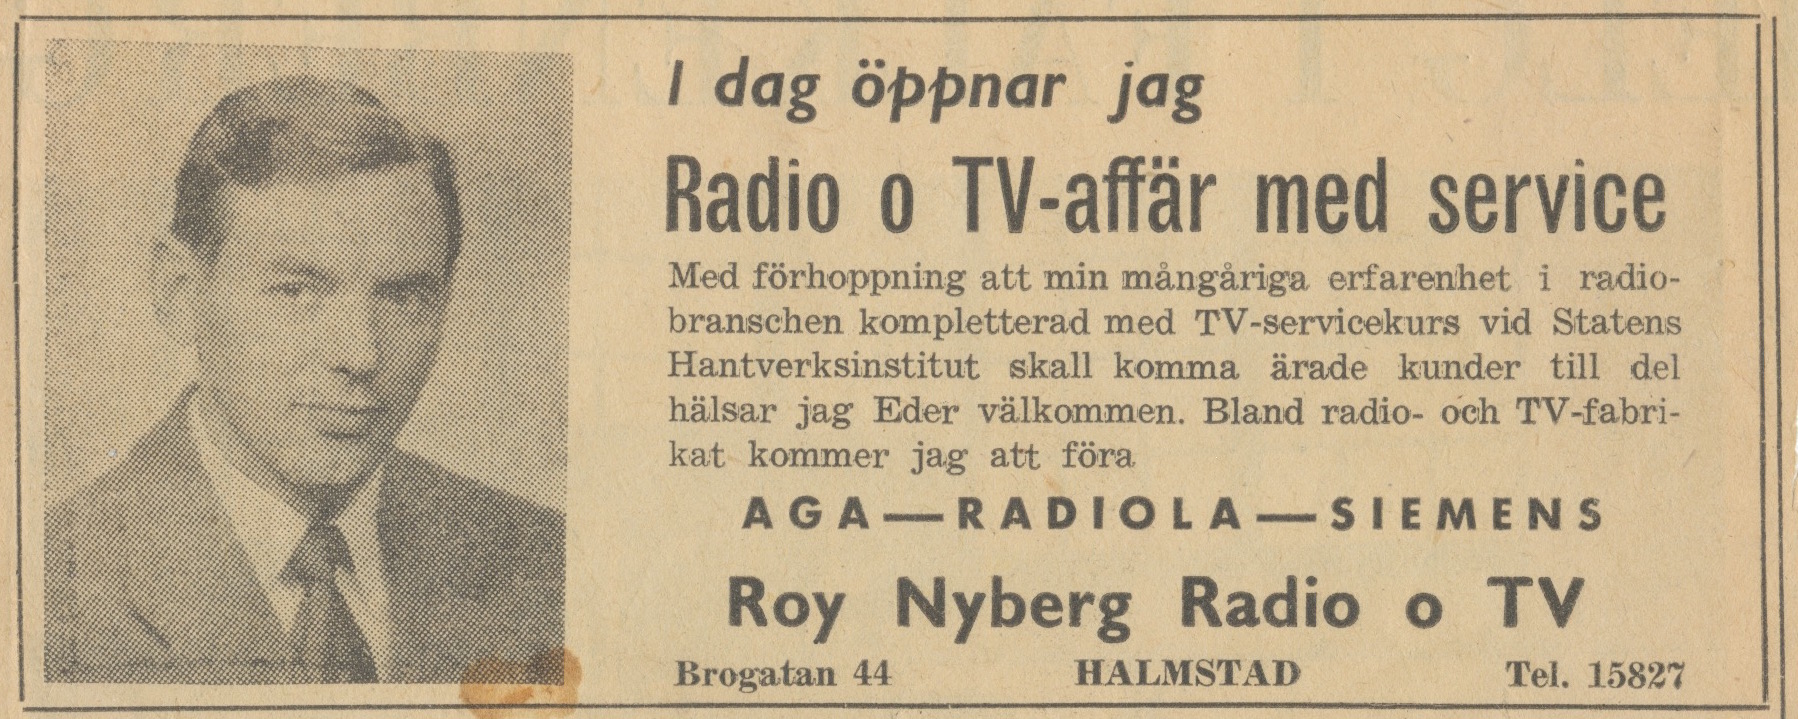 I dag öppnar jag
Radio o TV-affär med service
Med förhoppning att min mångåriga erfarenhet i radio-
branschen kompletterad med TV-servicekurs vid Statens
Hantverksinstitut skall komma ärade kunder till del
hälsar jag Eder välkommen. Bland radio- och TV-fabri-
kat kommer jag att föra
AGA—RADIOLA—SIEMENS
Roy Nyberg Radio o TV
Brogatan 44 HALMSTAD Tel. 15827